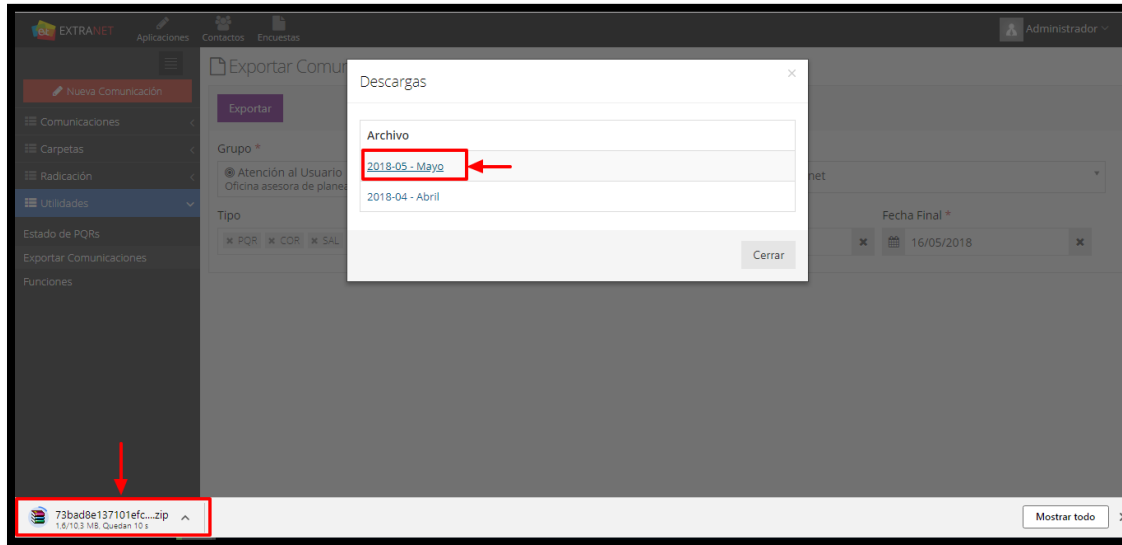 EXTRANET
Aplicaciones
Contactos
Encuestas
Administrador
Nueva Comunicación
Comunicaciones
Carpetas
Radicación
Utilidades
Estado de PQRs
Exportar Comunicaciones
Funciones
Exportar Comun
Exportar
Grupo *
Atención al Usuario
Oficina asesora de planea
net
Tipo
PQR COR SAL
Fecha Final *
16/05/2018
Descargas
Archivo
2018-05 - Mayo
2018-04 - Abril
Cerrar
73bad8e137101efc....zip
1,6/10,3 MB, Quedan 10 s
Mostrar todo